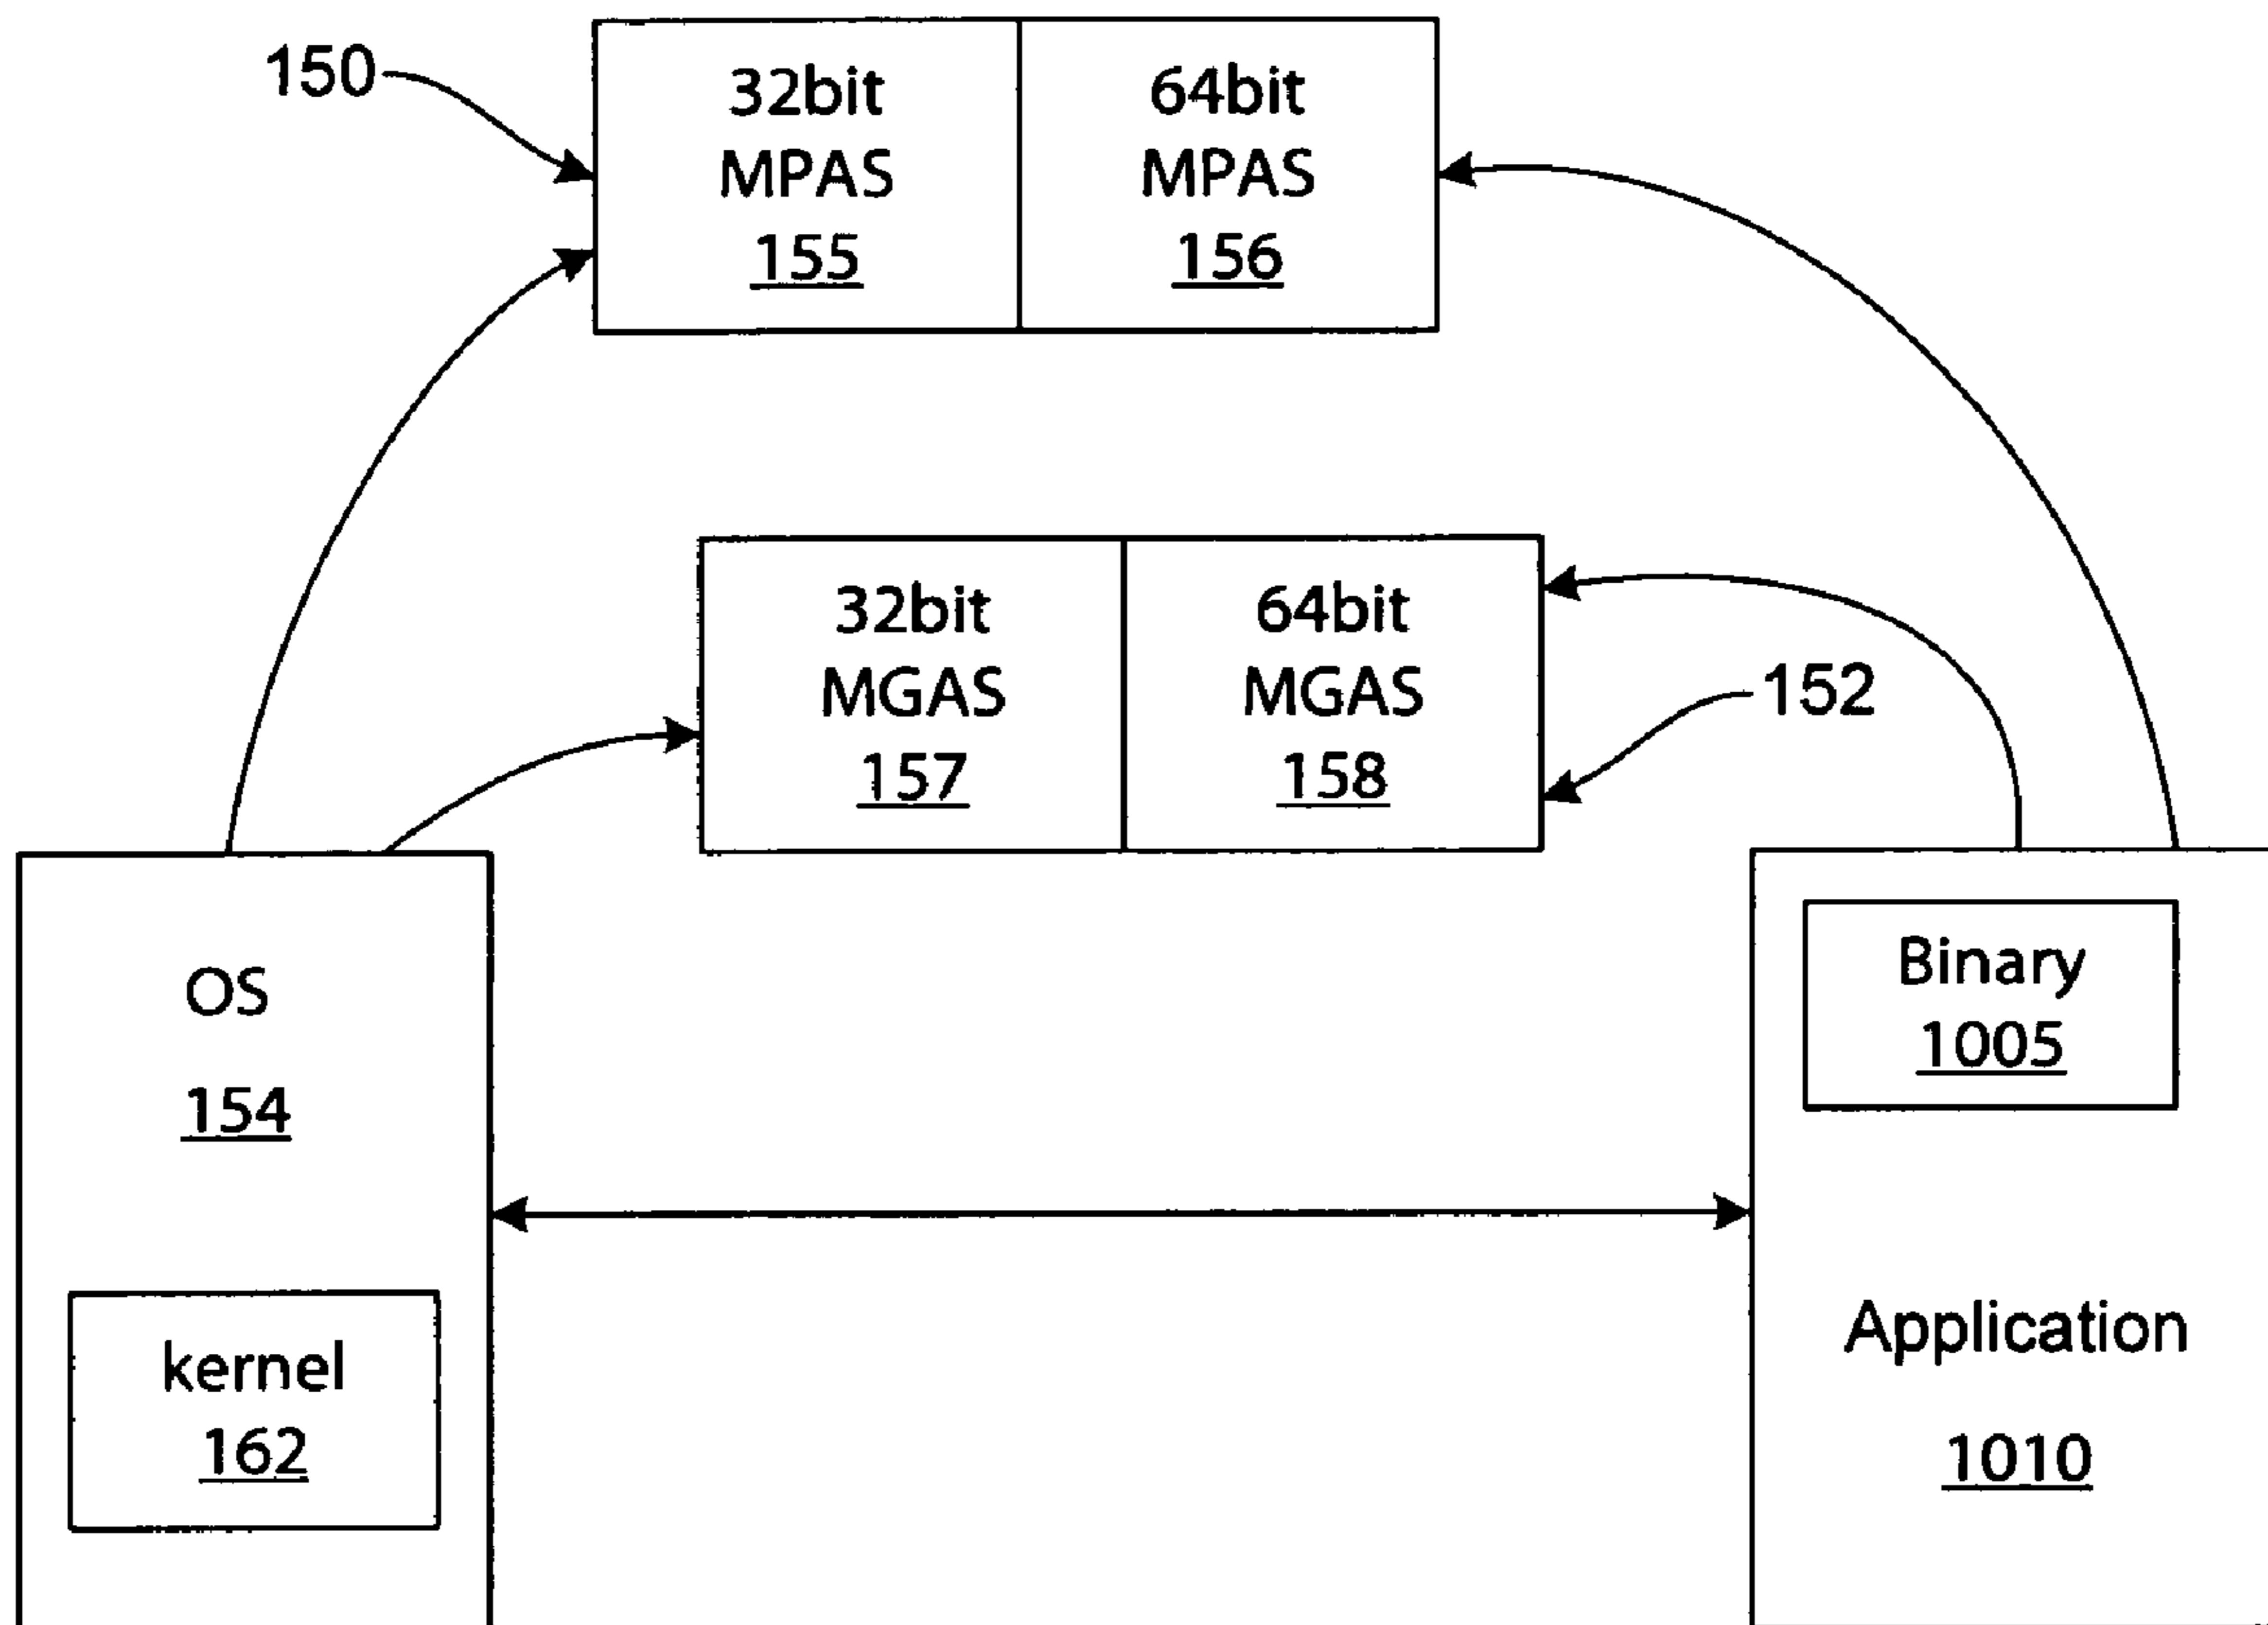 150
32bit
MPAS
155
64bit
MPAS
156
32bit
MGAS
157
64bit
MGAS
158
152
OS
154
kernel
162
Binary
1005
Application
1010